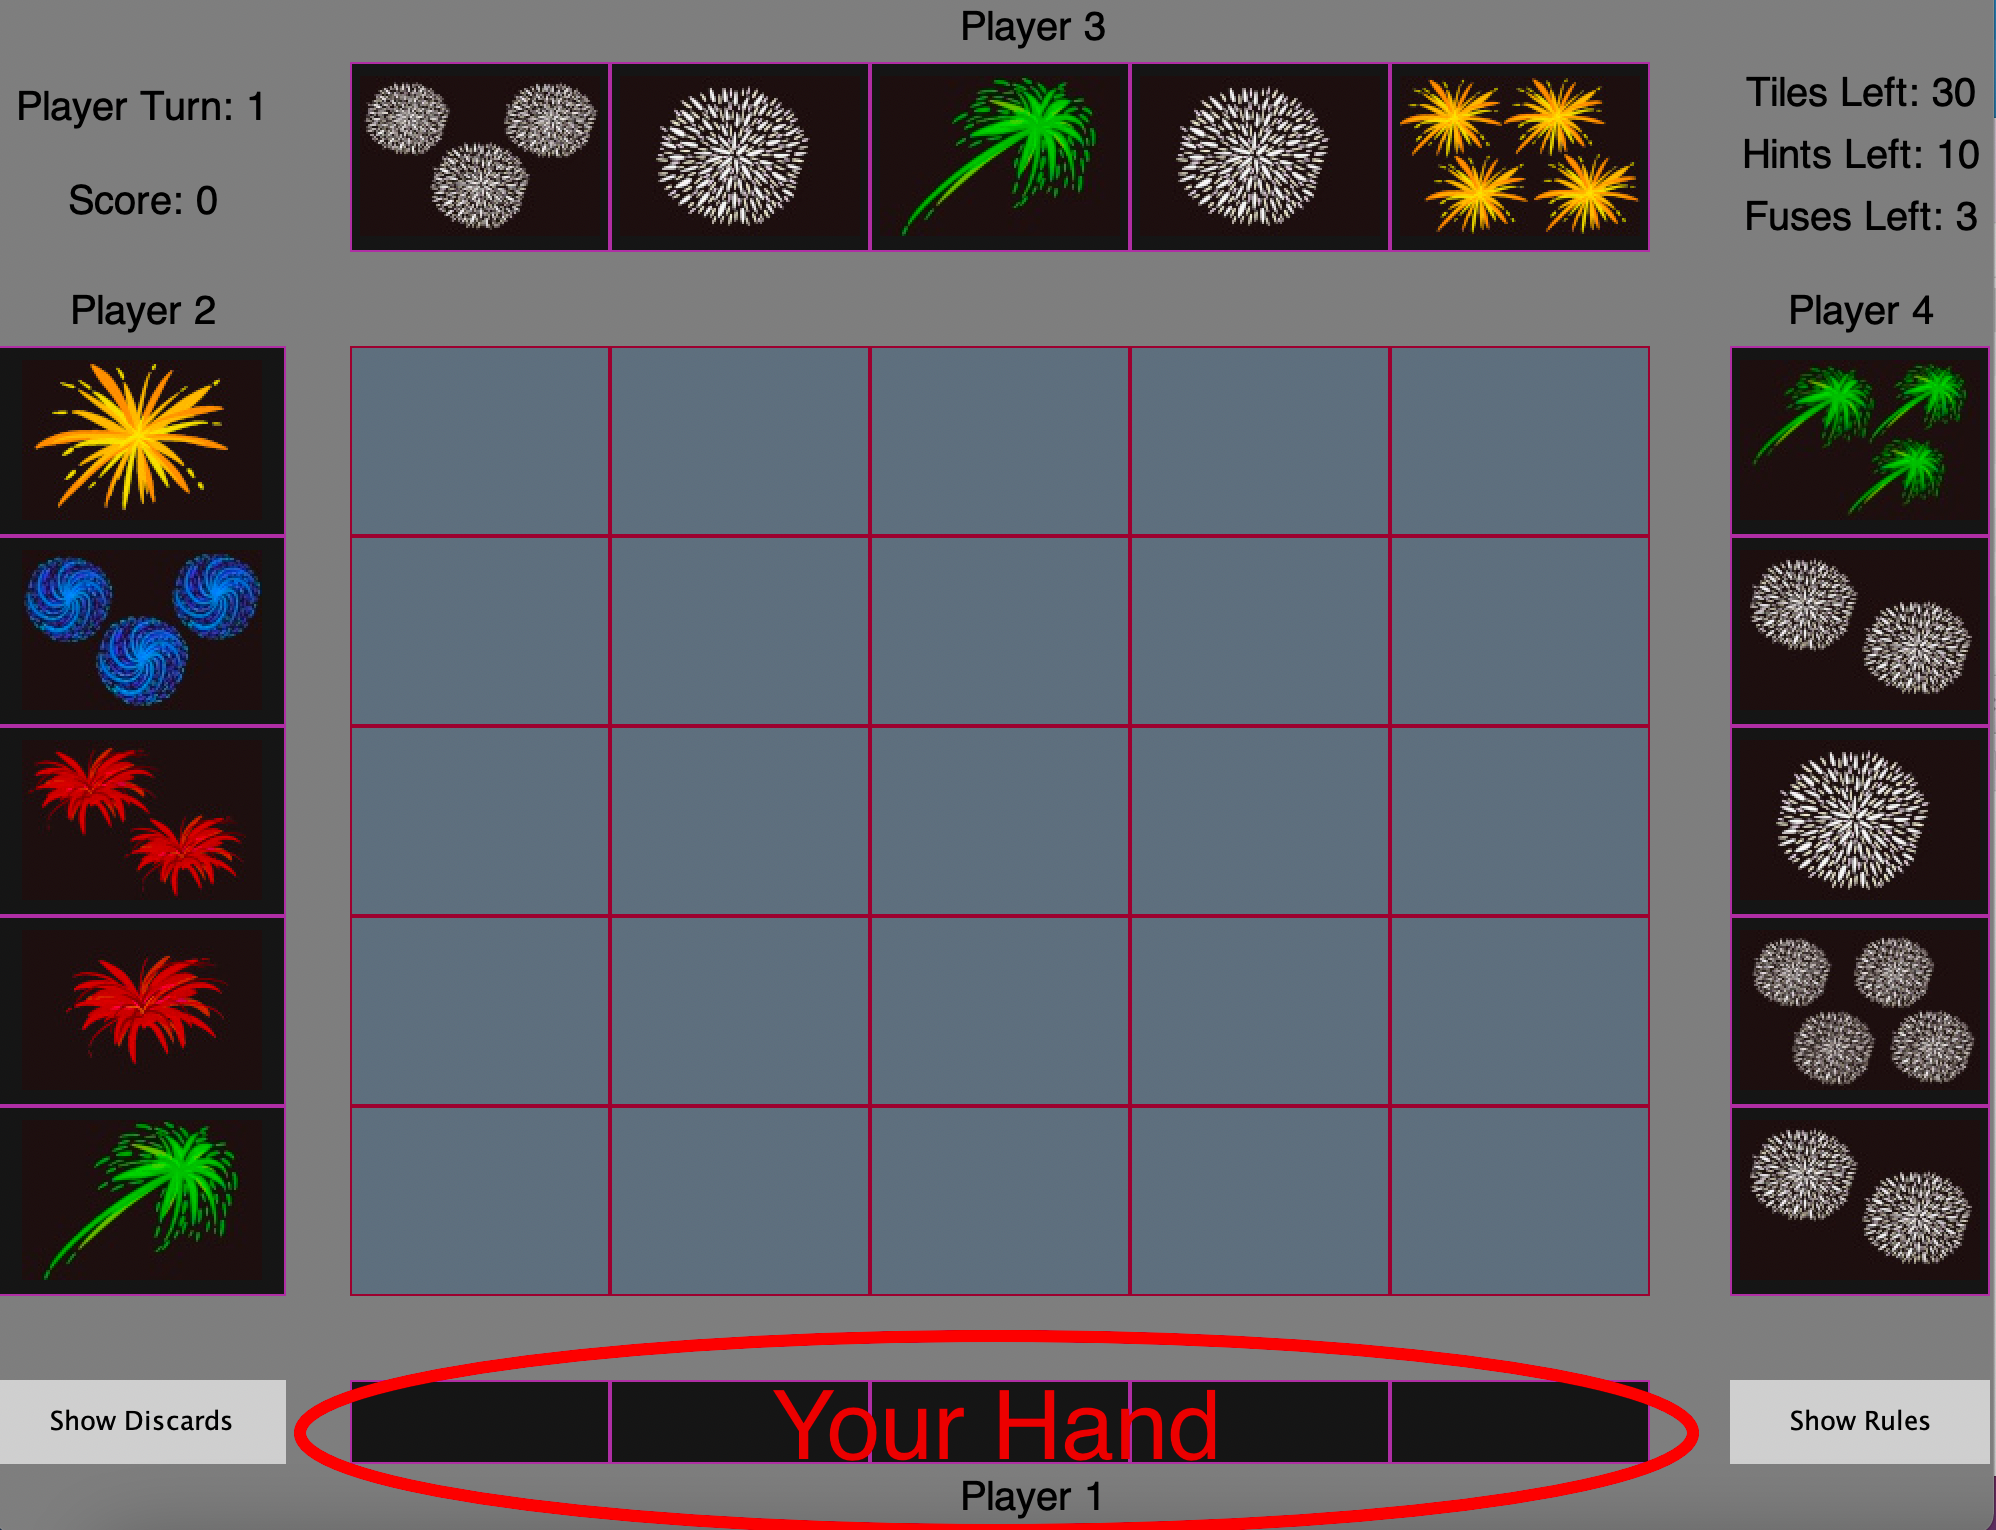 Player 3
Player Turn: 1
Score: 0
Tiles Left: 30
Hints Left: 10
Fuses Left: 3
Player 2
Player 4
Show Discards
Your Hand
Show Rules
Player 1